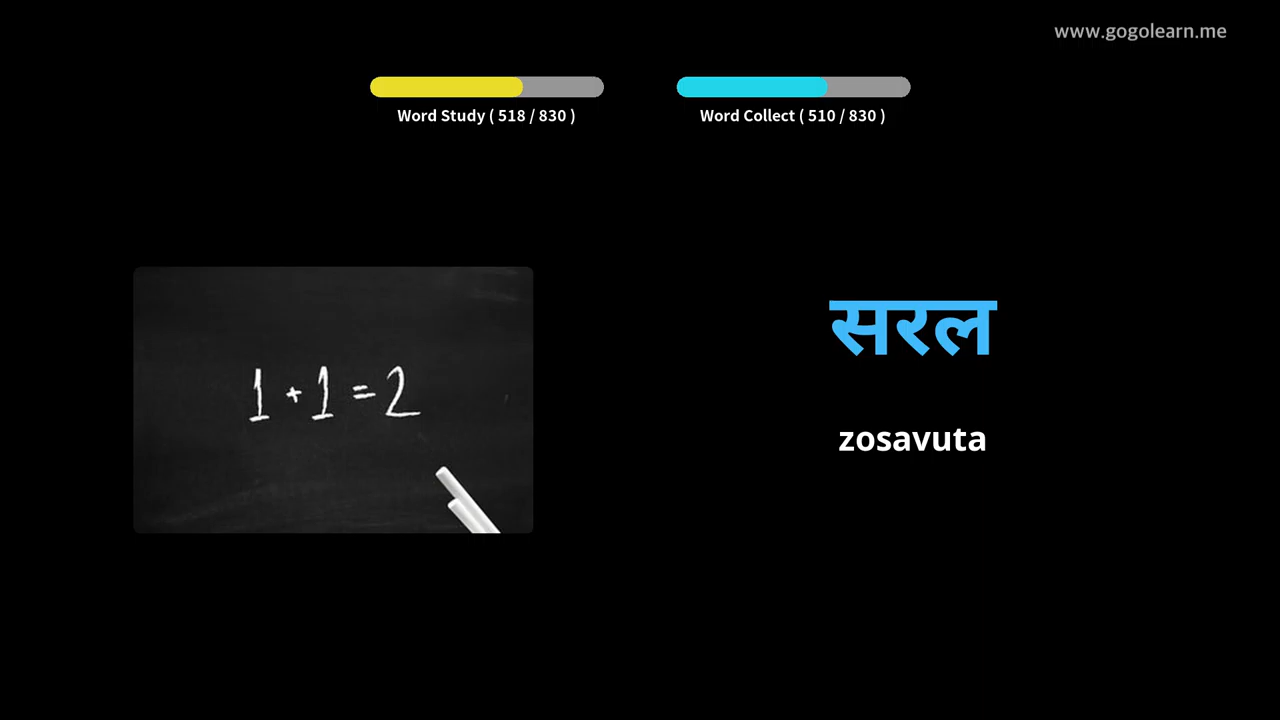 www.gogolearn.me
Word Study ( 518 / 830 )
Word Collect ( 510 / 830 )
1 + 1 = 2
सरल
zosavuta